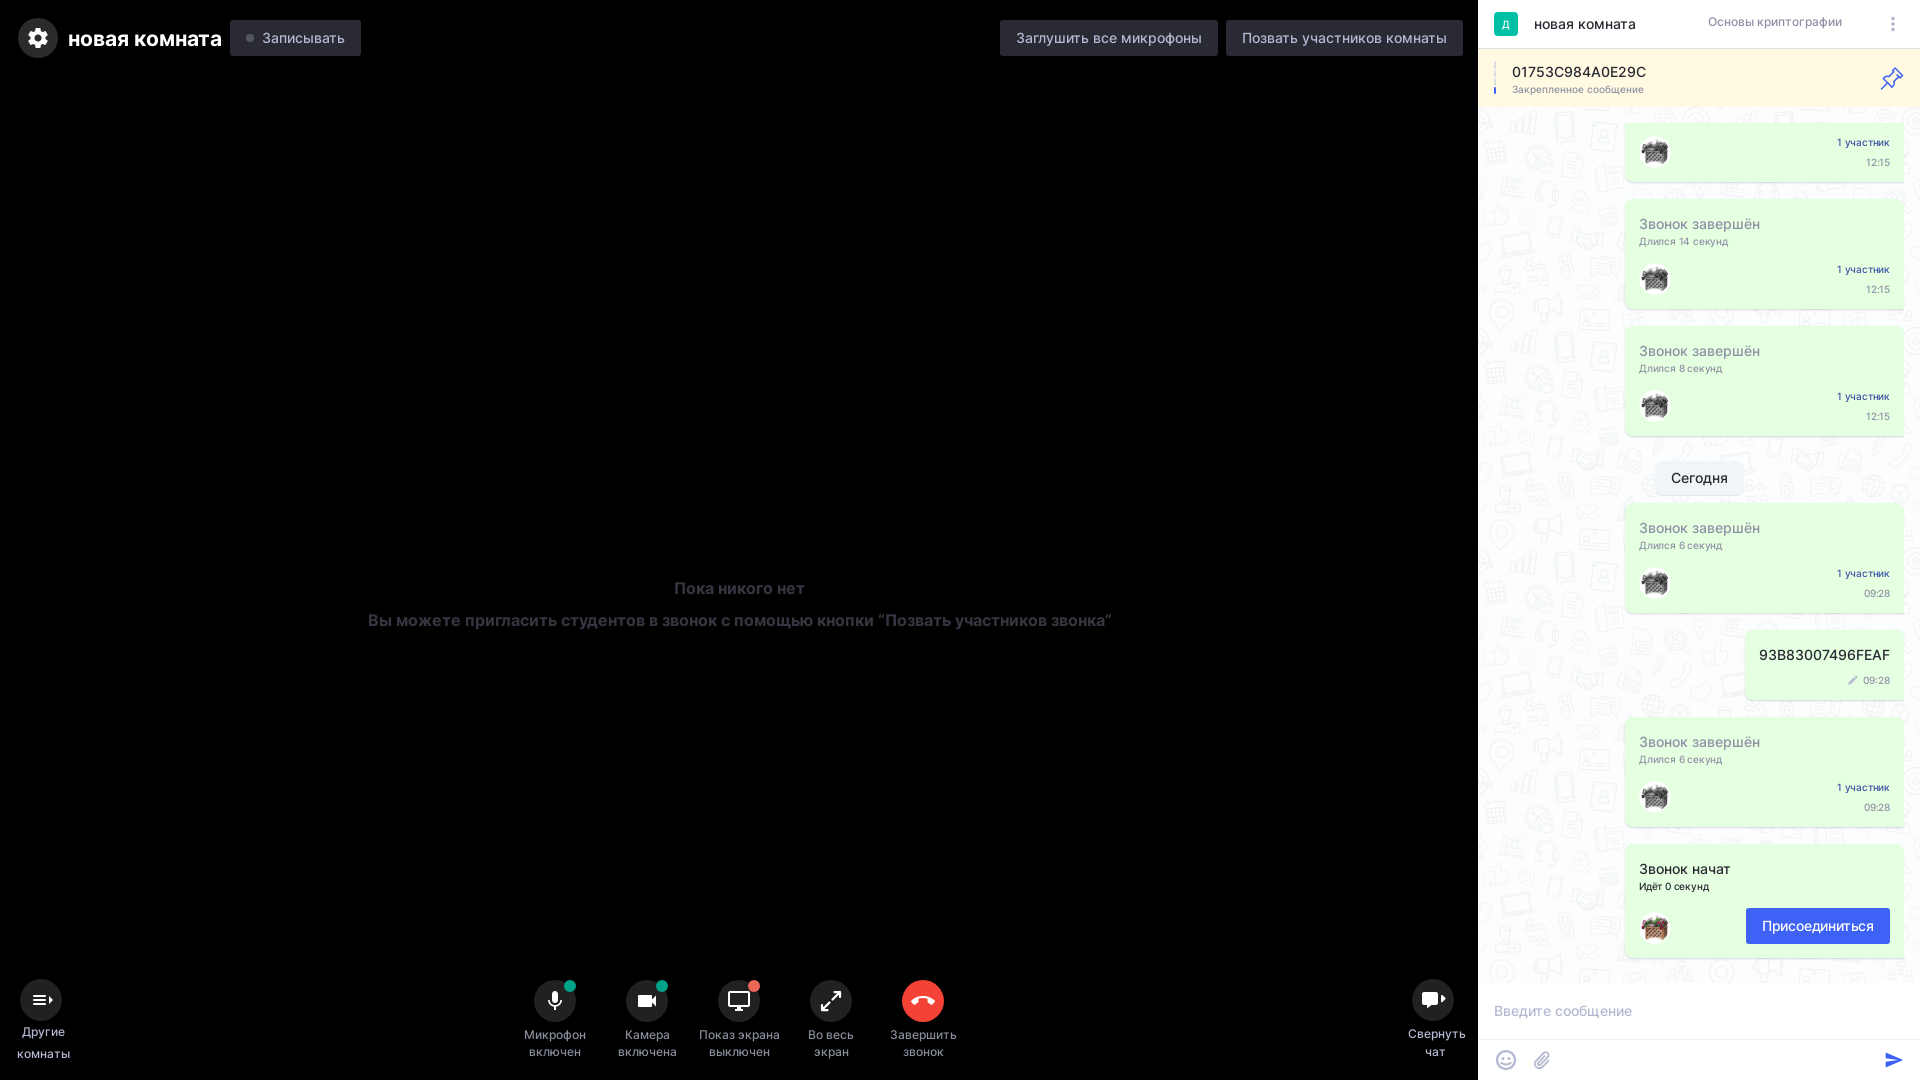 новая комната
Записывать
Заглушить все микрофоны
Позвать участников комнаты
Пока никого нет
Вы можете пригласить студентов в звонок с помощью кнопки “Позвать участников звонка”
Другие
комнаты
Микрофон
включен
Камера
включена
Показ экрана
выключен
Во весь
экран
Завершить
звонок
Свернуть
чат
Д
новая комната
Основы криптографии
01753C984A0E29C
Закрепленное сообщение
1 участник
12:15
Звонок завершён
Длился 14 секунд
1 участник
12:15
Звонок завершён
Длился 8 секунд
1 участник
12:15
Сегодня
Звонок завершён
Длился 6 секунд
1 участник
09:28
93B83007496FEAF
09:28
Звонок завершён
Длился 6 секунд
1 участник
09:28
Звонок начат
Идёт 0 секунд
Присоединиться
Введите сообщение